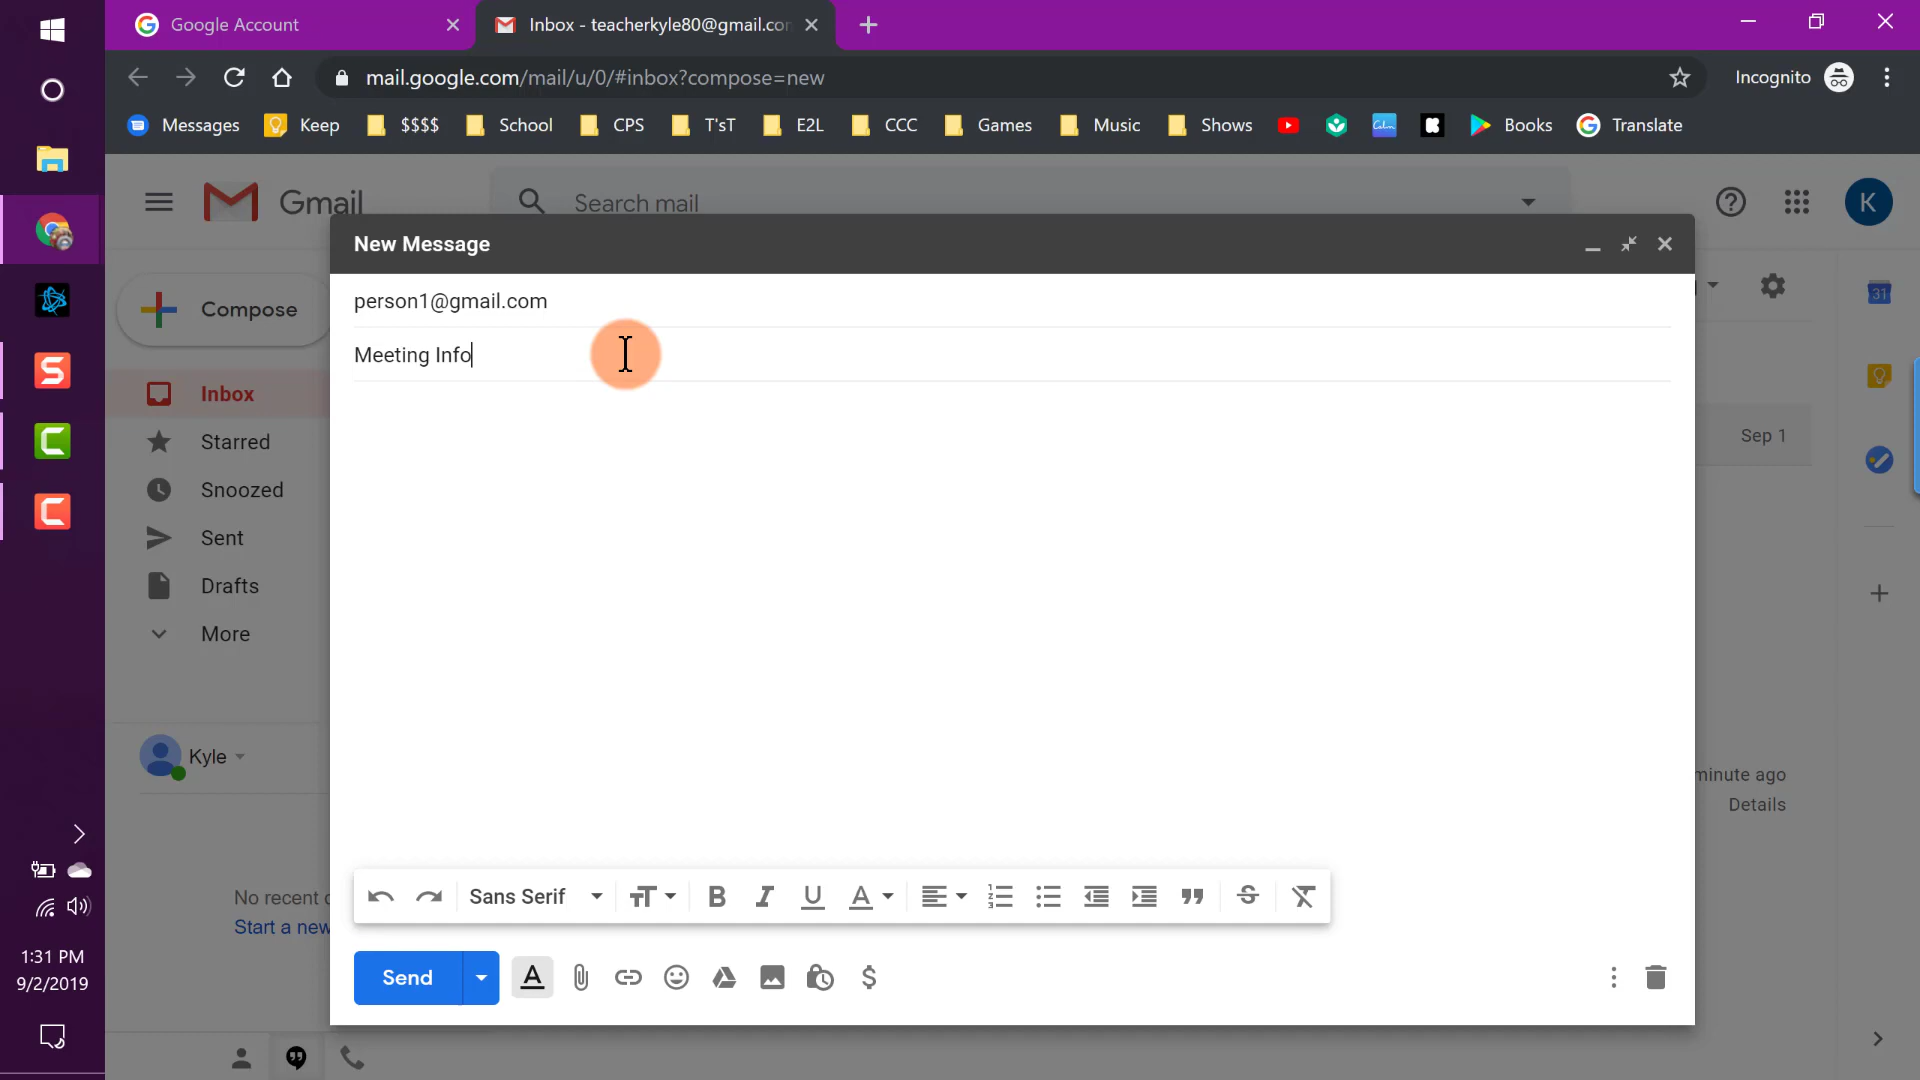 Google Account
Inbox - teacherkyle80@gmail.co
mail.google.com/mail/u/0/#inbox?compose=new
Incognito
Messages
Keep
$$$$
School
CPS
T'sT
E2L
CCC
Games
Music
Shows
Books
Translate
Gmail
Search mail
K
New Message
person1@gmail.com
Compose
Meeting Info
31
Inbox
Starred
Sep 1
Snoozed
Sent
Drafts
More
Kyle
minute ago
Details
No recent
Start a new
Sans Serif
Send
1:31 PM
9/2/2019